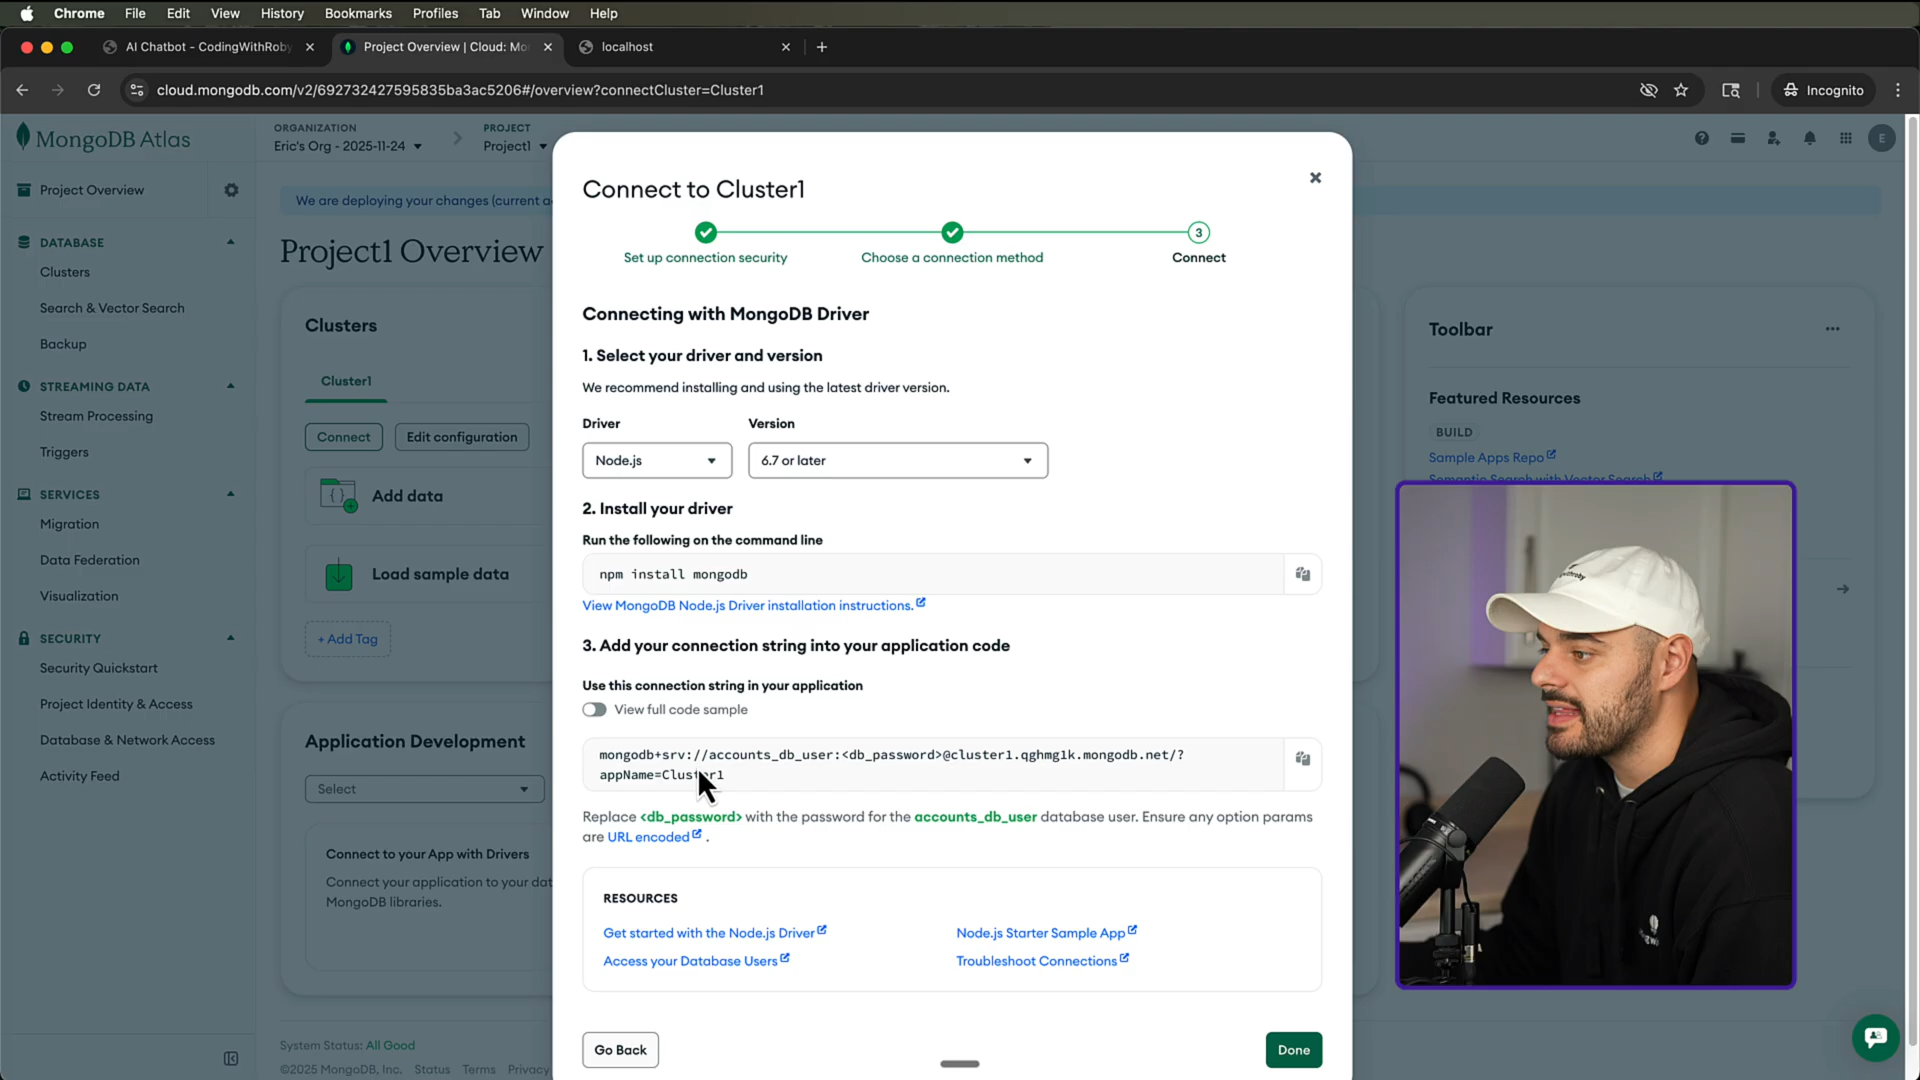 Chrome File Edit View History Bookmarks Profiles Tab Window Help
AI Chatbot - CodingWithRoby
Project Overview | Cloud: Mo
localhost
cloud.mongodb.com/v2/692732427595835ba3ac5206#/overview?connectCluster=Cluster1
Incognito
MongoDB Atlas
ORGANIZATION
Eric's Org - 2025-11-24
PROJECT
Project1
E
Project Overview
DATABASE
Clusters
Search & Vector Search
Backup
STREAMING DATA
Stream Processing
Triggers
SERVICES
Migration
Data Federation
Visualization
SECURITY
Security Quickstart
Project Identity & Access
Database & Network Access
Activity Feed
We are deploying your changes (current a
Project1 Overview
Clusters
Cluster1
Connect
Edit configuration
Add data
Load sample data
+ Add Tag
Application Development
Select
Connect to your App with Drivers
Connect your application to your dat
MongoDB libraries.
System Status: All Good
©2025 MongoDB, Inc. Status Terms Privacy
Connect to Cluster1
3
Set up connection security
Choose a connection method
Connect
Connecting with MongoDB Driver
1. Select your driver and version
We recommend installing and using the latest driver version.
Driver
Version
Node.js
6.7 or later
2. Install your driver
Run the following on the command line
npm install mongodb
View MongoDB Node.js Driver installation instructions.
3. Add your connection string into your application code
Use this connection string in your application
View full code sample
mongodb+srv://accounts_db_user:<db_password>@cluster1.qghmg1k.mongodb.net/?
appName=Cluster1
Replace <db_password> with the password for the accounts_db_user database user. Ensure any option params
are URL encoded .
RESOURCES
Get started with the Node.js Driver
Node.js Starter Sample App
Access your Database Users
Troubleshoot Connections
Go Back
Done
Toolbar
Featured Resources
BUILD
Sample Apps Repo
Semantic Search with Vector Search